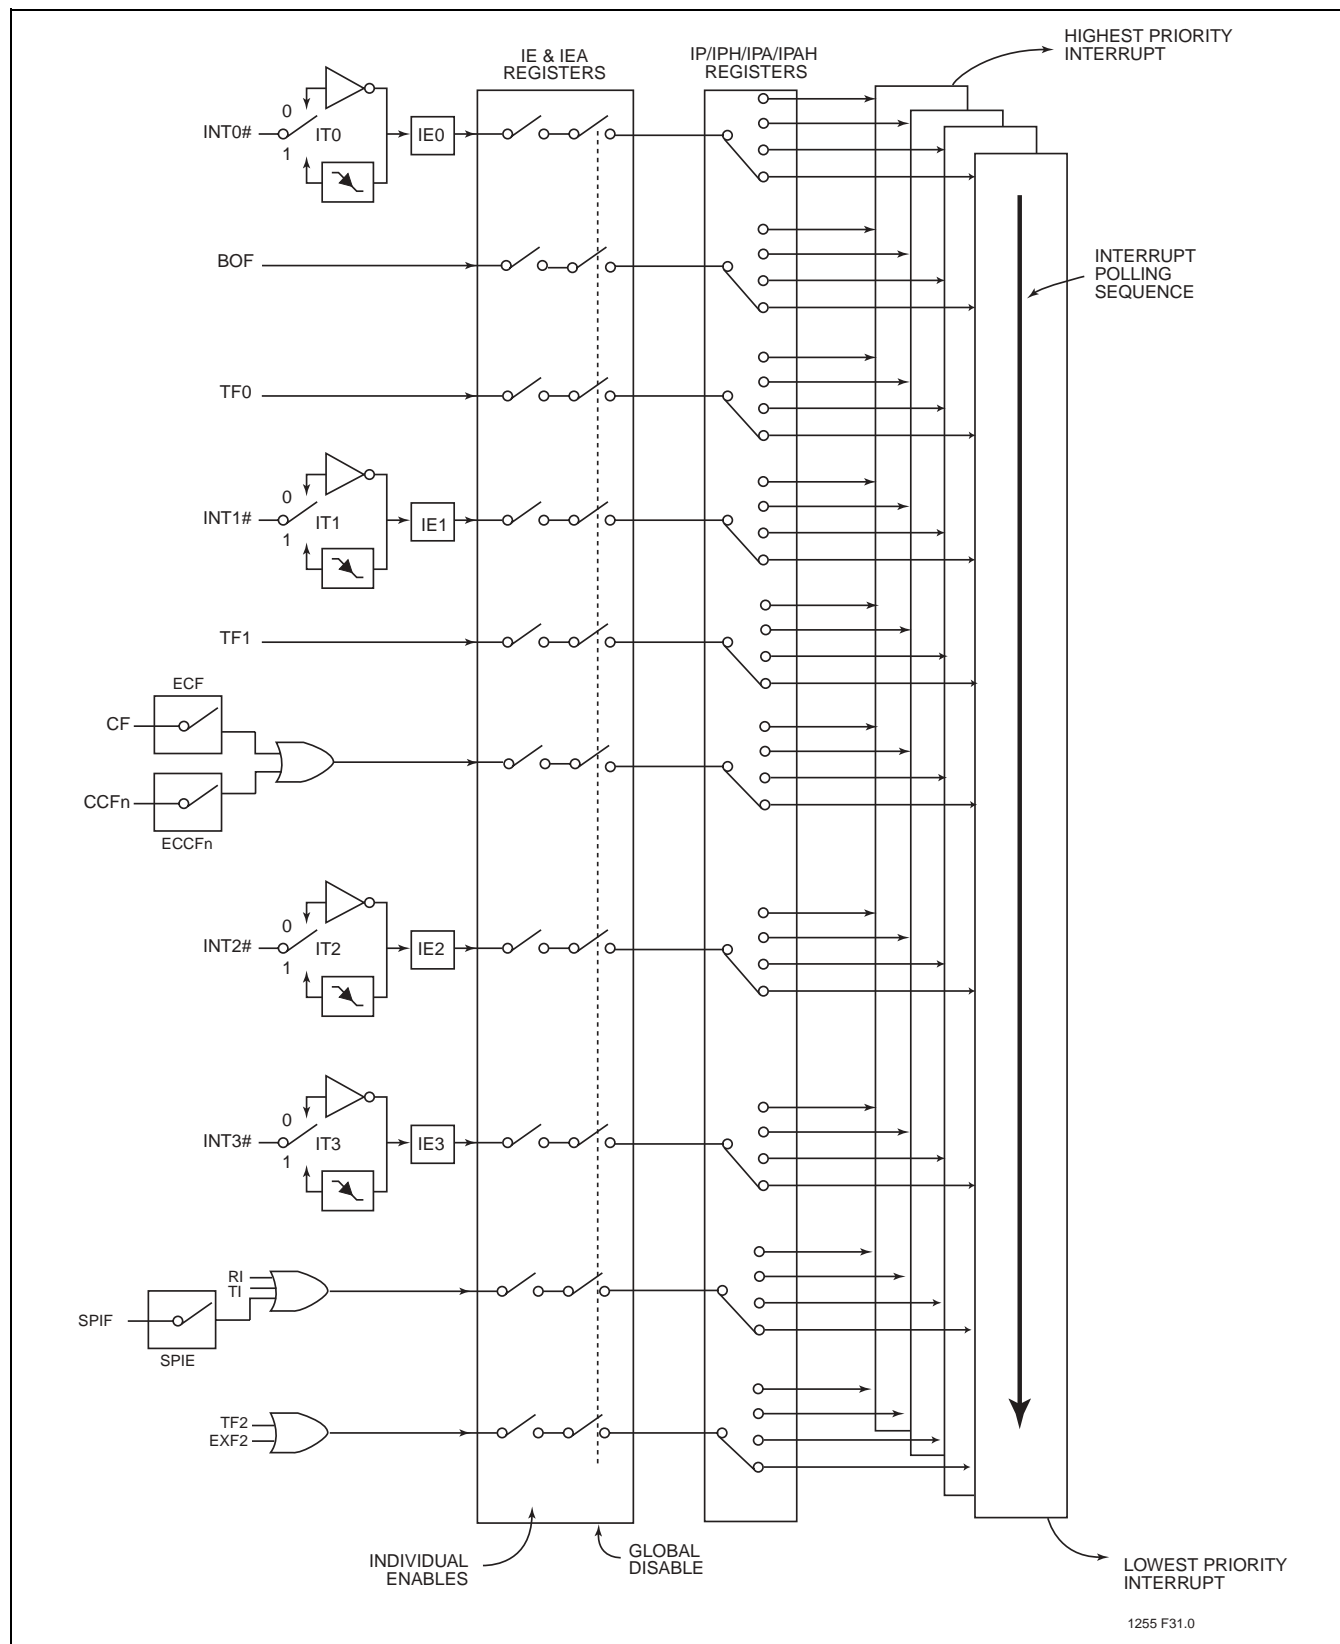 HIGHEST PRIORITY
INTERRUPT
IE & IEA
REGISTERS
IP/IPH/IPA/IPAH
REGISTERS
0
INT0#
IT0
IE0
1
BOF
INTERRUPT
POLLING
SEQUENCE
TF0
0
INT1#
IT1
IE1
1
TF1
ECF
CF
CCFn
ECCFn
0
INT2#
IT2
IE2
1
0
INT3#
IT3
IE3
1
RI
TI
SPIF
SPIE
TF2
EXF2
INDIVIDUAL
ENABLES
GLOBAL
DISABLE
LOWEST PRIORITY
INTERRUPT
1255 F31.0